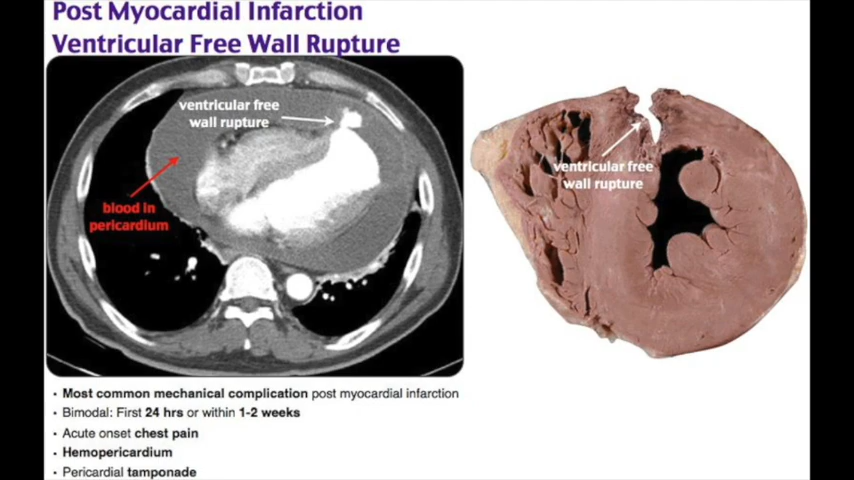 Post Myocardial Infarction
Ventricular Free Wall Rupture
ventricular free
wall rupture
blood in
pericardium
ventricular free
wall rupture
• Most common mechanical complication post myocardial infarction
• Bimodal: First 24 hrs or within 1-2 weeks
• Acute onset chest pain
• Hemopericardium
• Pericardial tamponade